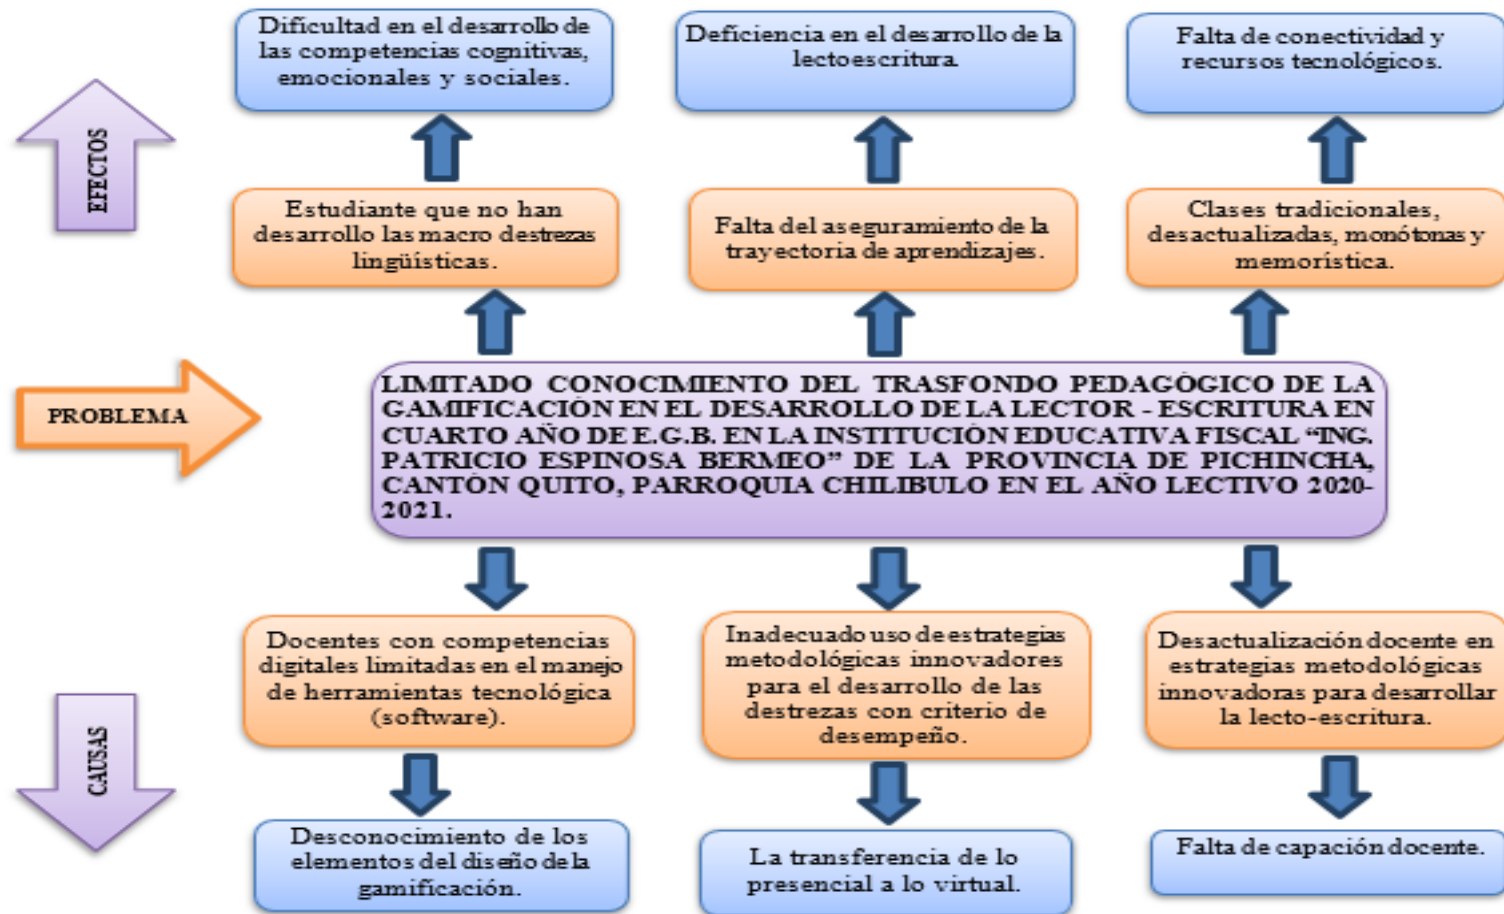 Dificultad en el desarrollo de
las competencias cognitivas,
emocionales y sociales.
Deficiencia en el desarrollo de la
lectoescritura.
Falta de conectividad y
recursos tecnológicos.
EFECTOS
Estudiante que no han
desarrollo las macro destrezas
lingüísticas.
Falta del aseguramiento de la
trayectoria de aprendizajes.
Clases tradicionales,
desactualizadas, monótonas y
memorística.
PROBLEMA
LIMITADO CONOCIMIENTO DEL TRASFONDO PEDAGÓGICO DE LA
GAMIFICACIÓN EN EL DESARROLLO DE LA LECTOR - ESCRITURA EN
CUARTO AÑO DE E.G.B. EN LA INSTITUCIÓN EDUCATIVA FISCAL “ING.
PATRICIO ESPINOSA BERMEO” DE LA PROVINCIA DE PICHINCHA,
CANTÓN QUITO, PARROQUIA CHILIBULO EN EL AÑO LECTIVO 2020-
2021.
Docentes con competencias
digitales limitadas en el manejo
de herramientas tecnológica
(software).
Inadecuado uso de estrategias
metodológicas innovadores
para el desarrollo de las
destrezas con criterio de
desempeño.
Desactualización docente en
estrategias metodológicas
innovadoras para desarrollar
la lecto-escritura.
CAUSAS
Desconocimiento de los
elementos del diseño de la
gamificación.
La transferencia de lo
presencial a lo virtual.
Falta de capación docente.